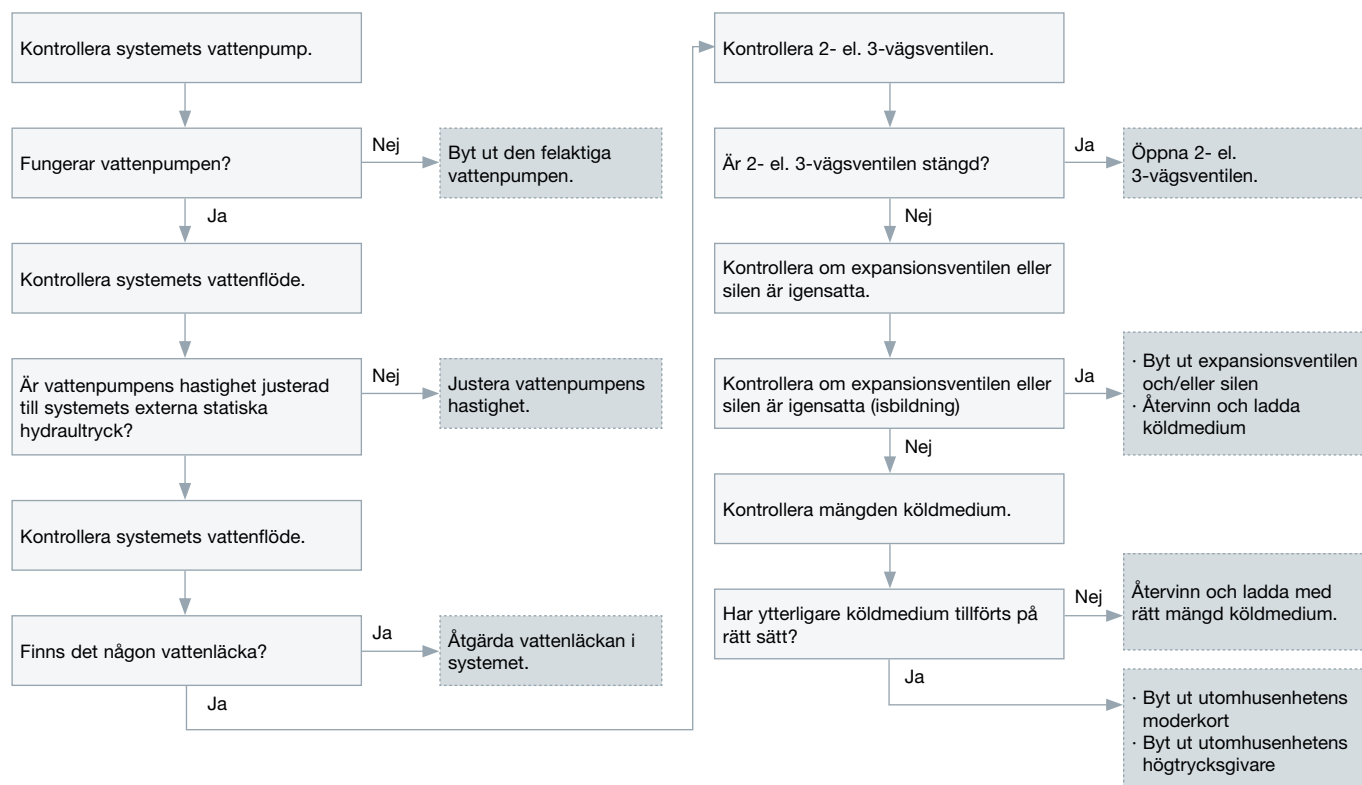 Kontrollera systemets vattenpump.
Fungerar vattenpumpen?
Nej
Byt ut den felaktiga
vattenpumpen.
Ja
Kontrollera systemets vattenflöde.
Är vattenpumpens hastighet justerad
till systemets externa statiska
hydraultryck?
Nej
Justera vattenpumpens
hastighet.
Kontrollera systemets vattenflöde.
Finns det någon vattenläcka?
Ja
Åtgärda vattenläckan i
systemet.
Ja
Kontrollera 2- el. 3-vägsventilen.
Är 2- el. 3-vägsventilen stängd?
Ja
Öppna 2- el.
3-vägsventilen.
Nej
Kontrollera om expansionsventilen eller
silen är igensatta.
Kontrollera om expansionsventilen eller
silen är igensatta (isbildning)
Ja
· Byt ut expansionsventilen
och/eller silen
· Återvinn och ladda
köldmedium
Nej
Kontrollera mängden köldmedium.
Har ytterligare köldmedium tillförts på
rätt sätt?
Nej
Återvinn och ladda med
rätt mängd köldmedium.
Ja
· Byt ut utomhusenhetens
moderkort
· Byt ut utomhusenhetens
högtrycksgivare